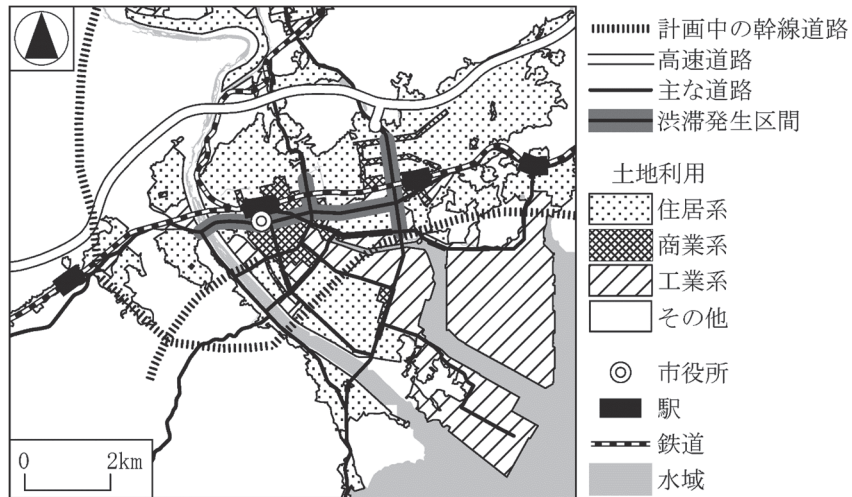 計画中の幹線道路
高速道路
主な道路
渋滞発生区間
土地利用
住居系
商業系
工業系
その他
市役所
駅
鉄道
水域
0 2km